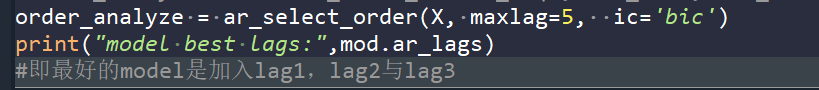 order_analyze = ar_select_order(X, maxlag=5,  ic='bic')
print("model best lags:",mod.ar_lags)
#即最好的model是加入lag1，lag2与lag3